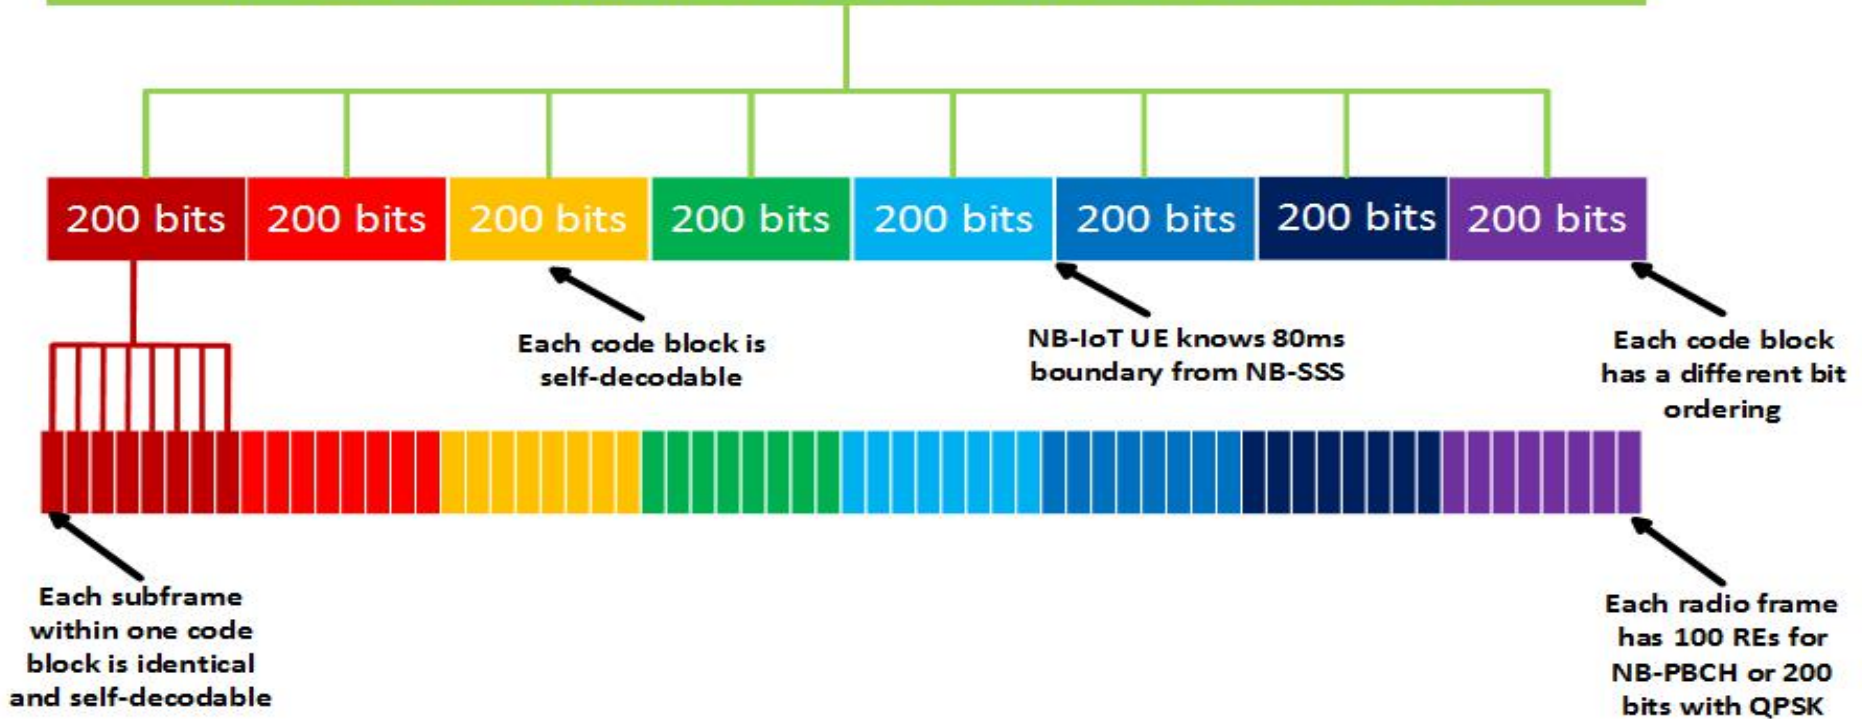 200 bits 200 bits 200 bits 200 bits 200 bits 200 bits 200 bits 200 bits
Each code block is
self-decodable
NB-IoT UE knows 80ms
boundary from NB-SSS
Each code block
has a different bit
ordering
Each subframe
within one code
block is identical
and self-decodable
Each radio frame
has 100 REs for
NB-PBCH or 200
bits with QPSK